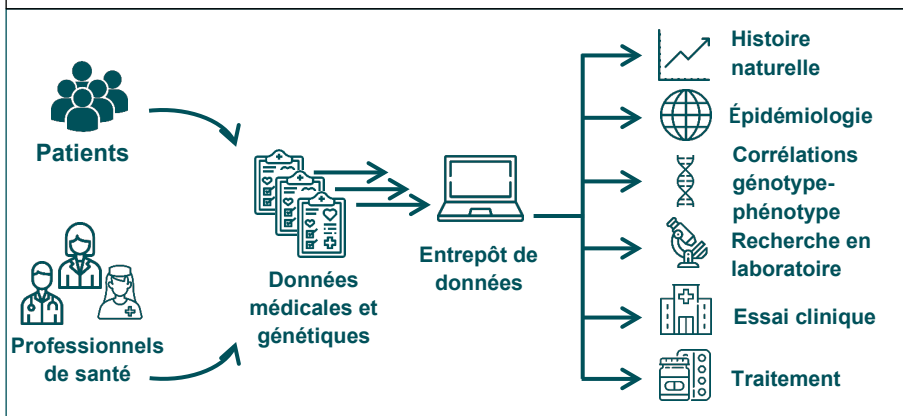 Patients
Professionnels
de santé
Données
médicales et
génétiques
Entrepôt de
données
Histoire
naturelle
Épidémiologie
Corrélations
génotype-
phénotype
Recherche en
laboratoire
Essai clinique
Traitement